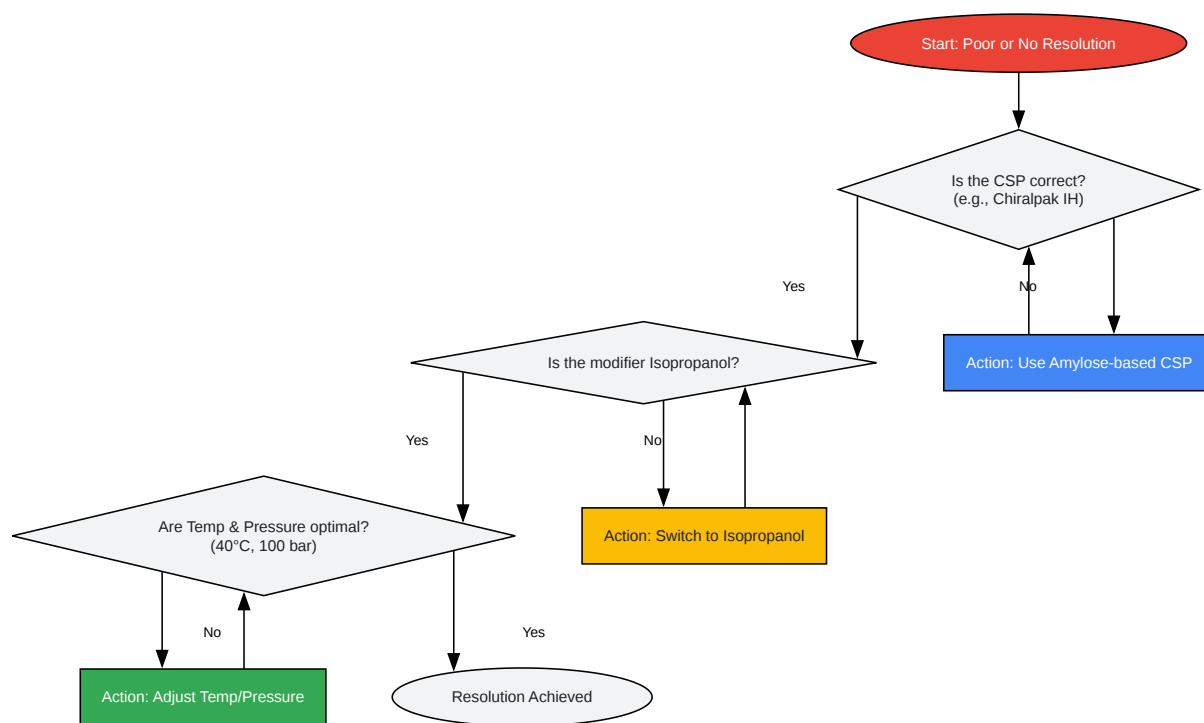 Start: Poor or No Resolution
Is the CSP correct?
(e.g., Chiralpak IH)
Yes
No
Is the modifier Isopropanol?
Action: Use Amylose-based CSP
Yes
No
Are Temp & Pressure optimal?
(40°C, 100 bar)
Action: Switch to Isopropanol
No
Yes
Action: Adjust Temp/Pressure
Resolution Achieved